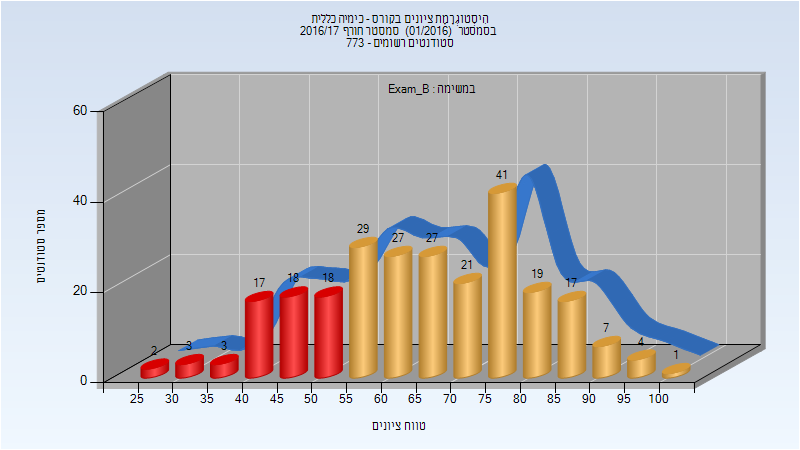 היסטוגרמת ציונים בקורס - כימיה כללית
בסמסטר (01/2016) סמסטר חורף 2016/17
סטודנטים רשומים - 773
במשימה : Exam_B
מספר סטודנטים
60
40
20
0
2
3
3
17
18
18
29
27
27
21
41
19
17
7
4
1
25 30 35 40 45 50 55 60 65 70 75 80 85 90 95 100
טווח ציונים